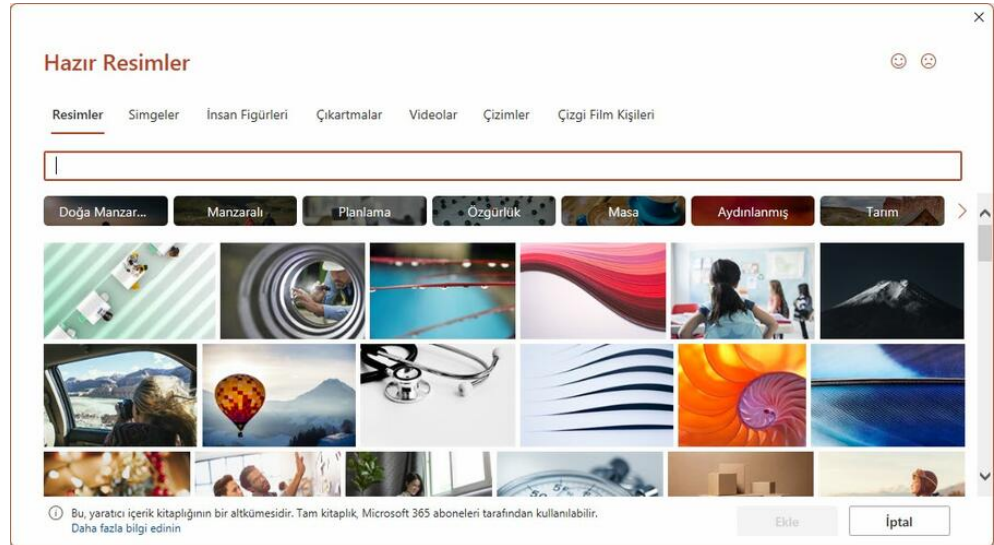 Hazır Resimler
Resimler Simgeler İnsan Figürleri Çıkartmalar Videolar Çizimler Çizgi Film Kişileri
Doğa Manzar... Manzaralı Planlama Özgürlük Masa Aydınlanmış Tarım
Bu, yaratıcı içerik kitaplığının bir altkümesidir. Tam kitaplık, Microsoft 365 aboneleri tarafından kullanılabilir.
Daha fazla bilgi edinin
Ekle İptal